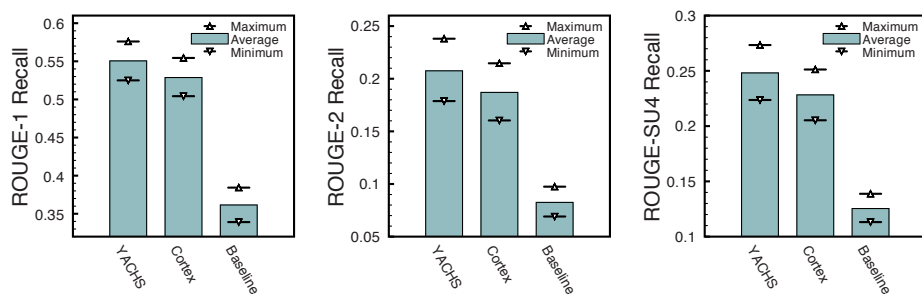 ROUGE-1 Recall
0.6
0.55
0.5
0.45
0.4
0.35
Maximum
Average
Minimum
YACHS
Cortex
Baseline
ROUGE-2 Recall
0.25
0.2
0.15
0.1
0.05
Maximum
Average
Minimum
YACHS
Cortex
Baseline
ROUGE-SU4 Recall
0.3
0.25
0.2
0.15
0.1
Maximum
Average
Minimum
YACHS
Cortex
Baseline